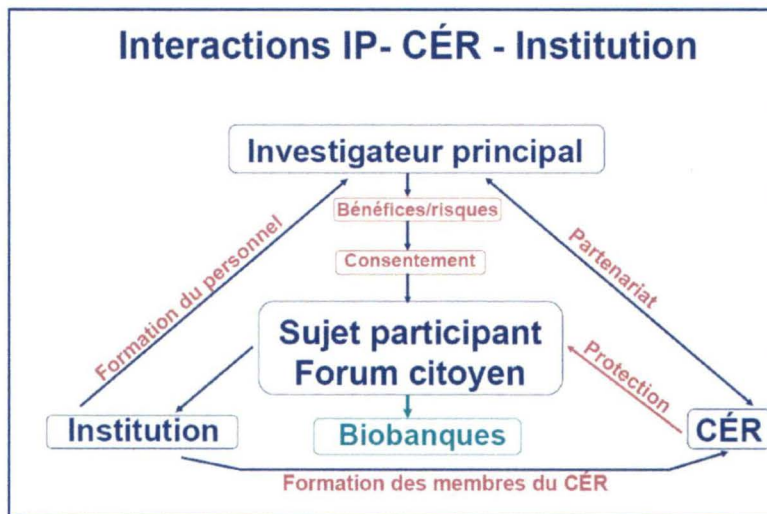 Interactions IP- CÉR - Institution
Investigateur principal
Bénéfices/risques
Formation du personnel
Partenariat
Consentement
Sujet participant
Forum citoyen
Protection
Institution
Biobanques
CÉR
Formation des membres du CÉR